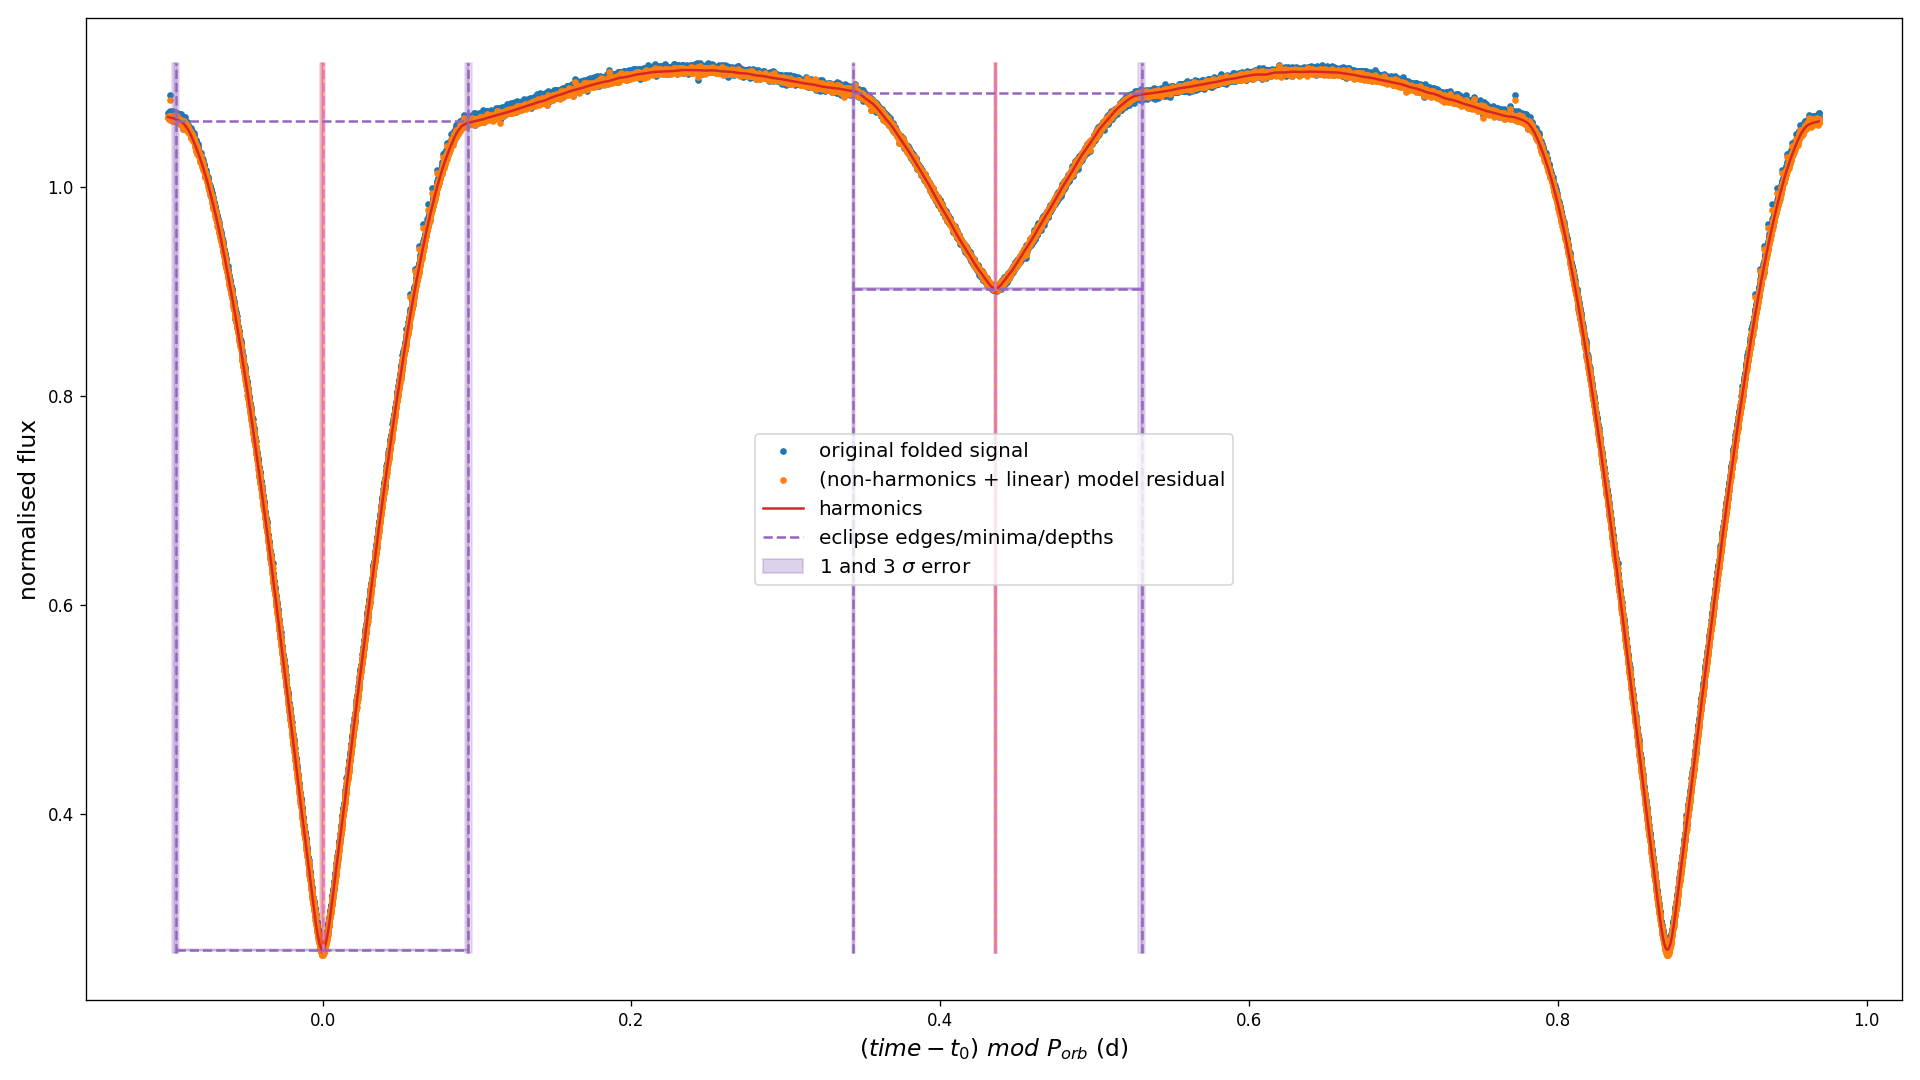 normalised flux
1.0
0.8
0.6
0.4
original folded signal
(non-harmonics + linear) model residual
harmonics
eclipse edges/minima/depths
1 and 3 σ error
0.0 0.2 0.4 0.6 0.8 1.0
(time − t₀) mod Pₒᵣb (d)